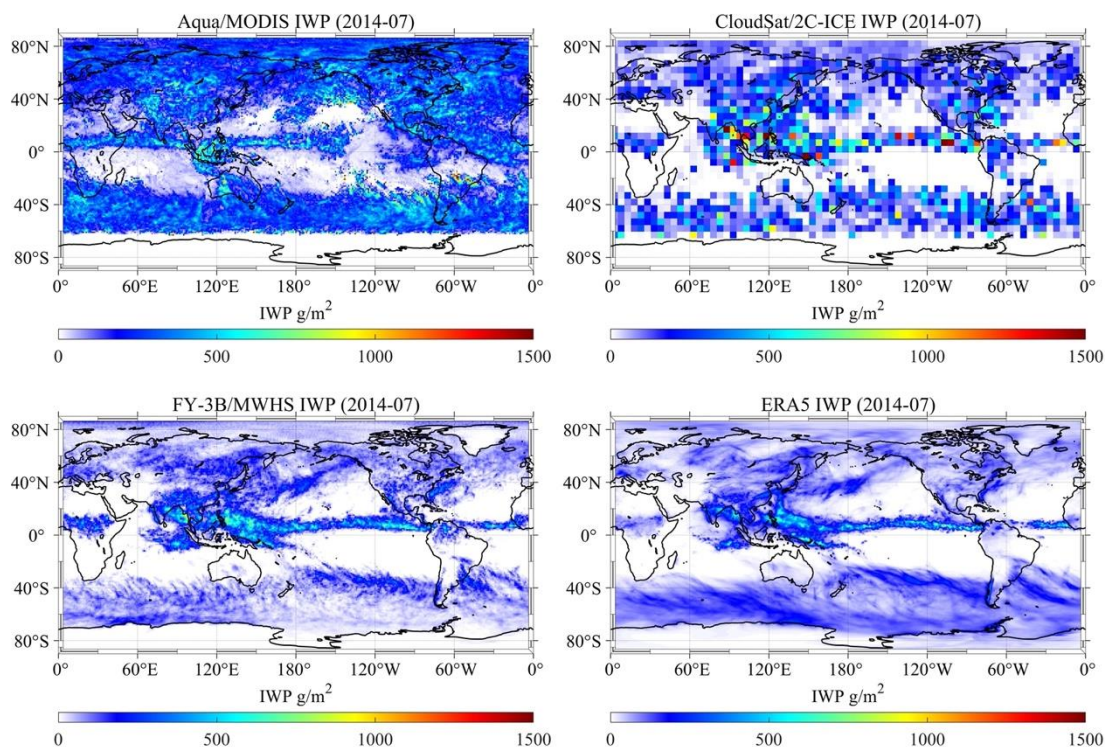 Aqua/MODIS IWP (2014-07)
80°N
40°N
0°
40°S
80°S
0° 60°E 120°E 180° 120°W 60°W 0°
IWP g/m²
0 500 1000 1500
CloudSat/2C-ICE IWP (2014-07)
80°N
40°N
0°
40°S
80°S
0° 60°E 120°E 180° 120°W 60°W 0°
IWP g/m²
0 500 1000 1500
FY-3B/MWHS IWP (2014-07)
80°N
40°N
0°
40°S
80°S
0° 60°E 120°E 180° 120°W 60°W 0°
IWP g/m²
0 500 1000 1500
ERA5 IWP (2014-07)
80°N
40°N
0°
40°S
80°S
0° 60°E 120°E 180° 120°W 60°W 0°
IWP g/m²
0 500 1000 1500